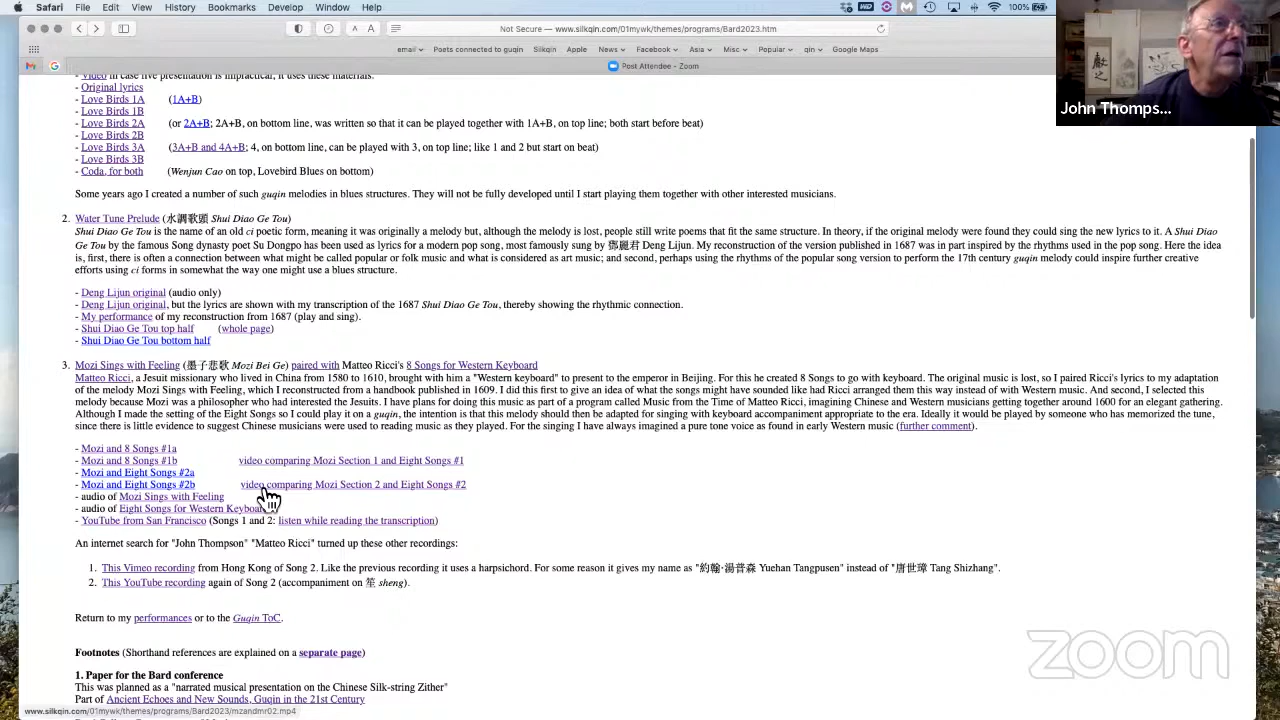 Safari File Edit View History Bookmarks Develop Window Help 100%
Not Secure — www.silkqin.com/01mywk/themes/programs/Bard2023.htm
email Poets connected to guqin Silkqin Apple News Facebook Asia Misc Popular qin Google Maps
Post Attendee - Zoom
John Thomps...
- Video in case live presentation is impractical, it uses these materials.
- Original lyrics
- Love Birds 1A (1A+B)
- Love Birds 1B
- Love Birds 2A (or 2A+B; 2A+B, on bottom line, was written so that it can be played together with 1A+B, on top line; both start before beat)
- Love Birds 2B
- Love Birds 3A (3A+B and 4A+B; 4, on bottom line, can be played with 3, on top line; like 1 and 2 but start on beat)
- Love Birds 3B
- Coda, for both (Wenjun Cao on top, Lovebird Blues on bottom)
Some years ago I created a number of such guqin melodies in blues structures. They will not be fully developed until I start playing them together with other interested musicians.
2. Water Tune Prelude (水調歌頭 Shui Diao Ge Tou)
Shui Diao Ge Tou is the name of an old ci poetic form, meaning it was originally a melody but, although the melody is lost, people still write poems that fit the same structure. In theory, if the original melody were found they could sing the new lyrics to it. A Shui Diao
Ge Tou by the famous Song dynasty poet Su Dongpo has been used as lyrics for a modern pop song, most famously sung by 鄧麗君 Deng Lijun. My reconstruction of the version published in 1687 was in part inspired by the rhythms used in the pop song. Here the idea
is, first, there is often a connection between what might be called popular or folk music and what is considered as art music; and second, perhaps using the rhythms of the popular song version to perform the 17th century guqin melody could inspire further creative
efforts using ci forms in somewhat the way one might use a blues structure.
- Deng Lijun original (audio only)
- Deng Lijun original, but the lyrics are shown with my transcription of the 1687 Shui Diao Ge Tou, thereby showing the rhythmic connection.
- My performance of my reconstruction from 1687 (play and sing).
- Shui Diao Ge Tou top half (whole page)
- Shui Diao Ge Tou bottom half
3. Mozi Sings with Feeling (墨子悲歌 Mozi Bei Ge) paired with Matteo Ricci's 8 Songs for Western Keyboard
Matteo Ricci, a Jesuit missionary who lived in China from 1580 to 1610, brought with him a "Western keyboard" to present to the emperor in Beijing. For this he created 8 Songs to go with keyboard. The original music is lost, so I paired Ricci's lyrics to my adaptation
of the melody Mozi Sings with Feeling, which I reconstructed from a handbook published in 1609. I did this first to give an idea of what the songs might have sounded like had Ricci arranged them this way instead of with Western music. And second, I selected this
melody because Mozi was a philosopher who had interested the Jesuits. I have plans for doing this music as part of a program called Music from the Time of Matteo Ricci, imagining Chinese and Western musicians getting together around 1600 for an elegant gathering.
Although I made the setting of the Eight Songs so I could play it on a guqin, the intention is that this melody should then be adapted for singing with keyboard accompaniment appropriate to the era. Ideally it would be played by someone who has memorized the tune,
since there is little evidence to suggest Chinese musicians were used to reading music as they played. For the singing I have always imagined a pure tone voice as found in early Western music (further comment).
- Mozi and 8 Songs #1a
- Mozi and 8 Songs #1b video comparing Mozi Section 1 and Eight Songs #1
- Mozi and Eight Songs #2a
- Mozi and Eight Songs #2b video comparing Mozi Section 2 and Eight Songs #2
- audio of Mozi Sings with Feeling
- audio of Eight Songs for Western Keyboar
- YouTube from San Francisco (Songs 1 and 2: listen while reading the transcription)
An internet search for "John Thompson" "Matteo Ricci" turned up these other recordings:
1. This Vimeo recording from Hong Kong of Song 2. Like the previous recording it uses a harpsichord. For some reason it gives my name as "約翰·湯普森 Yuehan Tangpusen" instead of "唐世璋 Tang Shizhang".
2. This YouTube recording again of Song 2 (accompaniment on 笙 sheng).
Return to my performances or to the Guqin ToC.
Footnotes (Shorthand references are explained on a separate page)
1. Paper for the Bard conference
This was planned as a "narrated musical presentation on the Chinese Silk-string Zither"
Part of Ancient Echoes and New Sounds, Guqin in the 21st Century
www.silkqin.com/01mywk/themes/programs/Bard2023/mzandmr02.mp4
zoom